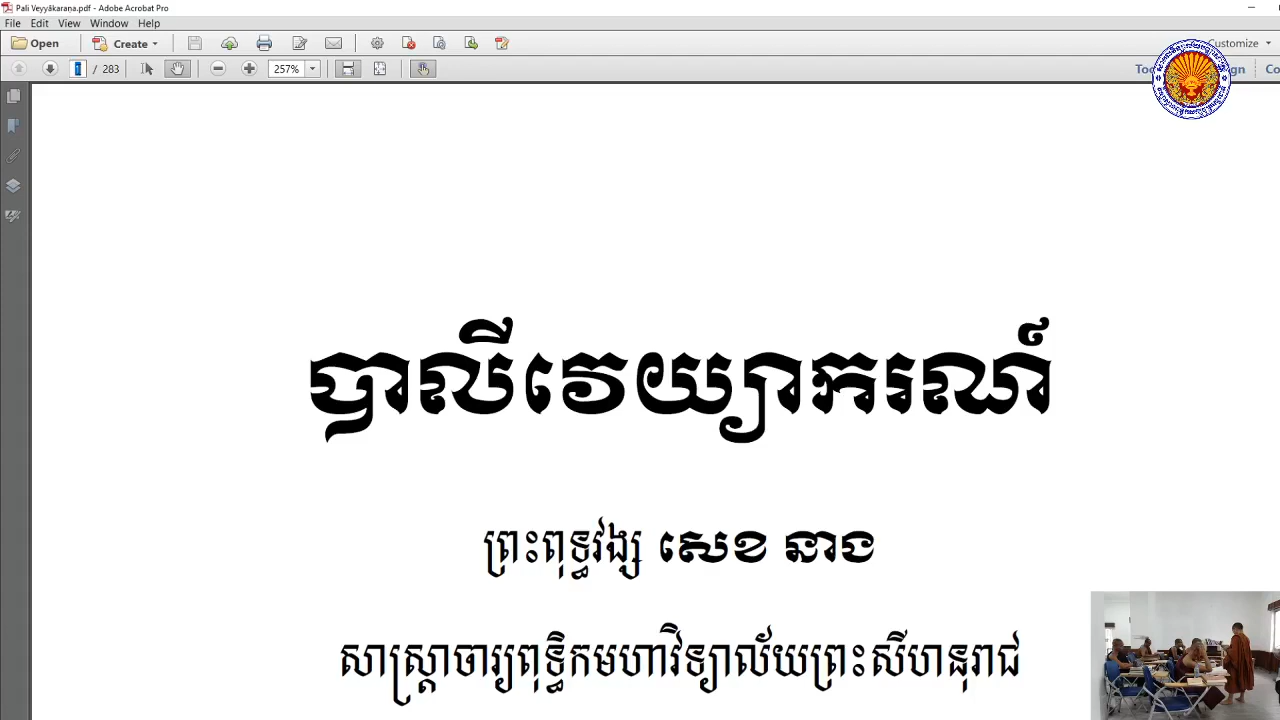 Pali Veyyākaraṇa.pdf - Adobe Acrobat Pro
File Edit View Window Help
Open Create Customize
/ 283 257%
បាលីវេយ្យាករណ៍
ព្រះពុទ្ធវង្ស សេខ នាង
សាស្ត្រាចារ្យពុទ្ធិកមហាវិទ្យាល័យព្រះសីហនុរាជ